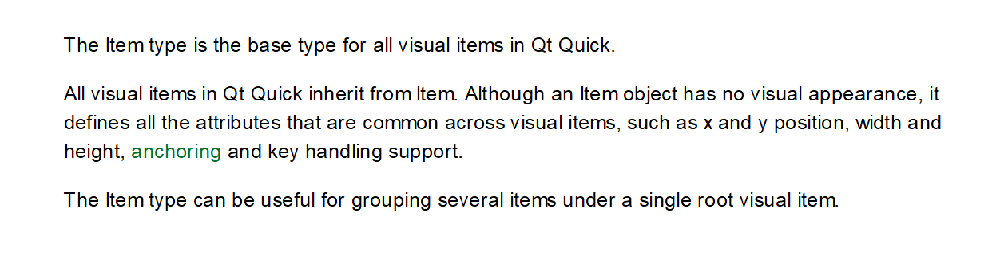 The Item type is the base type for all visual items in Qt Quick.
All visual items in Qt Quick inherit from Item. Although an Item object has no visual appearance, it
defines all the attributes that are common across visual items, such as x and y position, width and
height, anchoring and key handling support.
The Item type can be useful for grouping several items under a single root visual item.